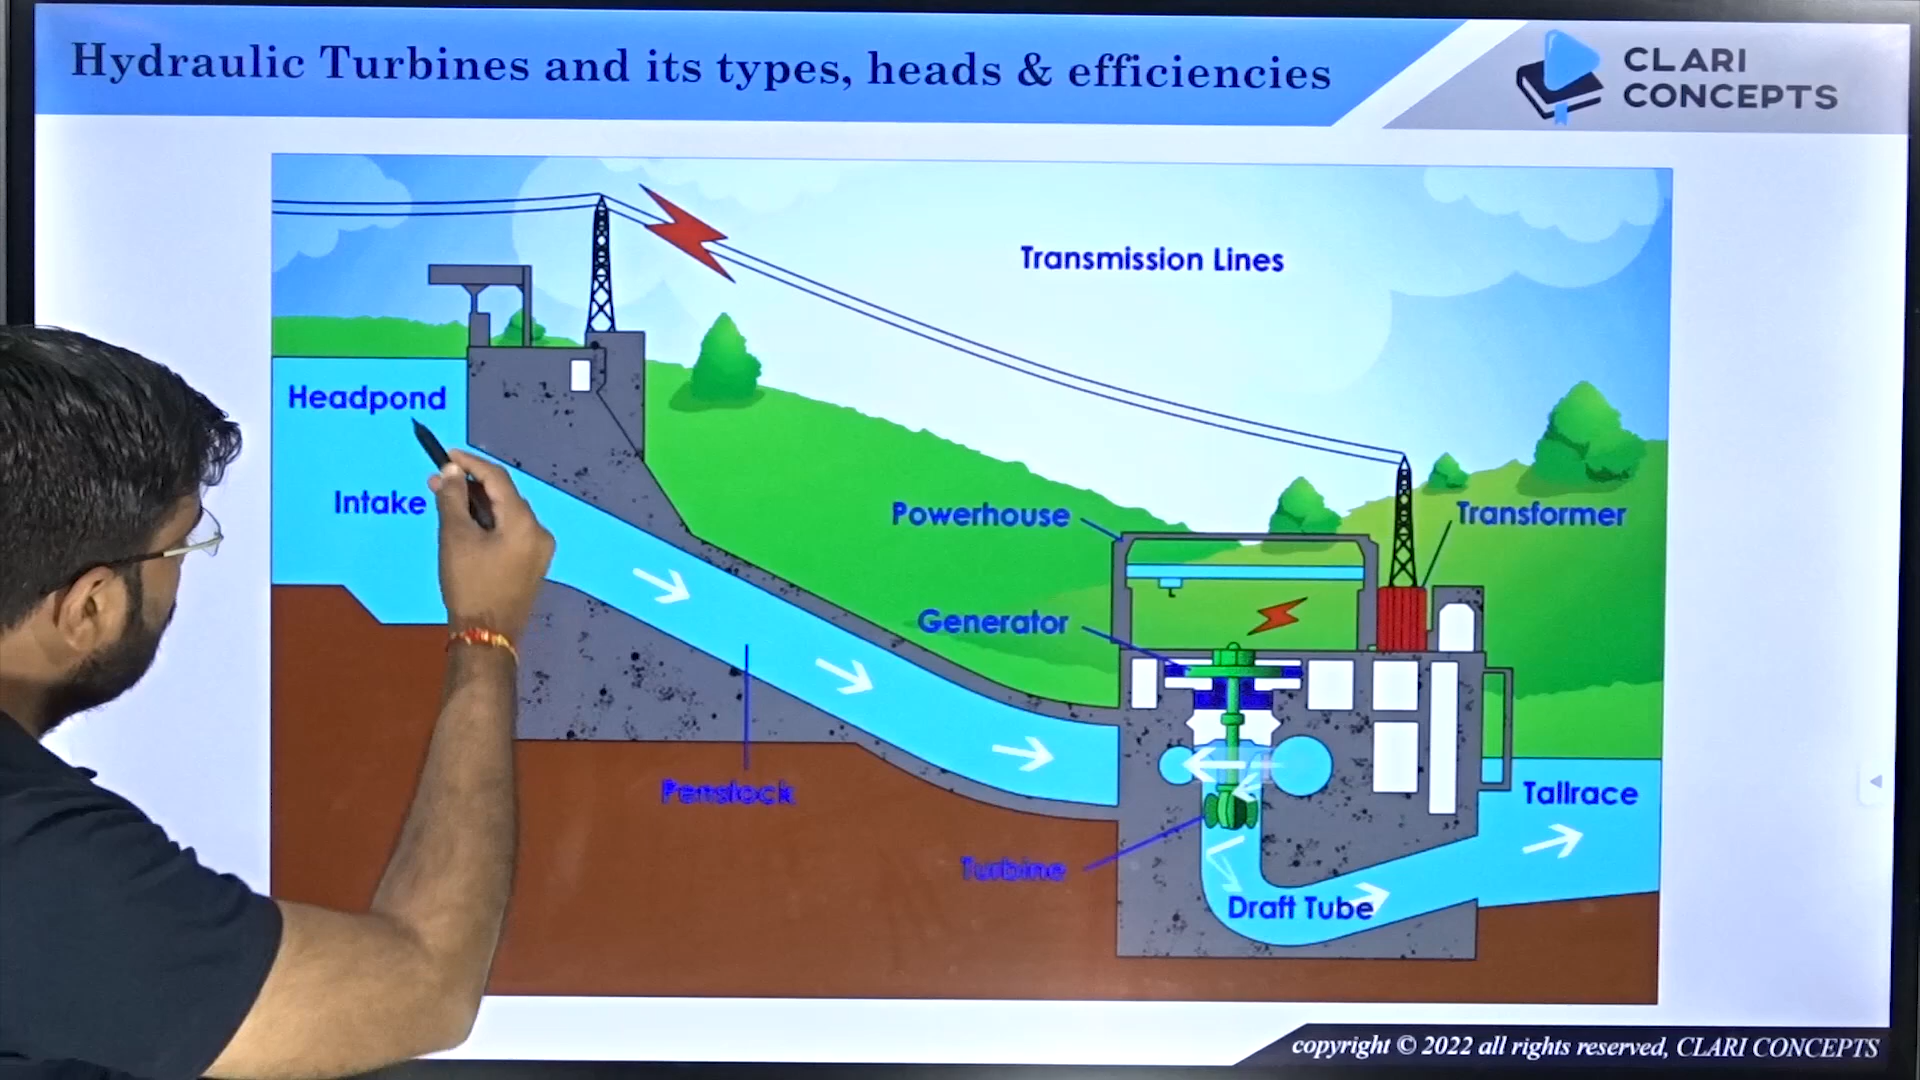 Hydraulic Turbines and its types, heads & efficiencies
CLARI
CONCEPTS
Transmission Lines
Headpond
Intake
Powerhouse
Transformer
Generator
Penstock
Tallrace
Turbine
Draft Tube
copyright © 2022 all rights reserved, CLARI CONCEPTS